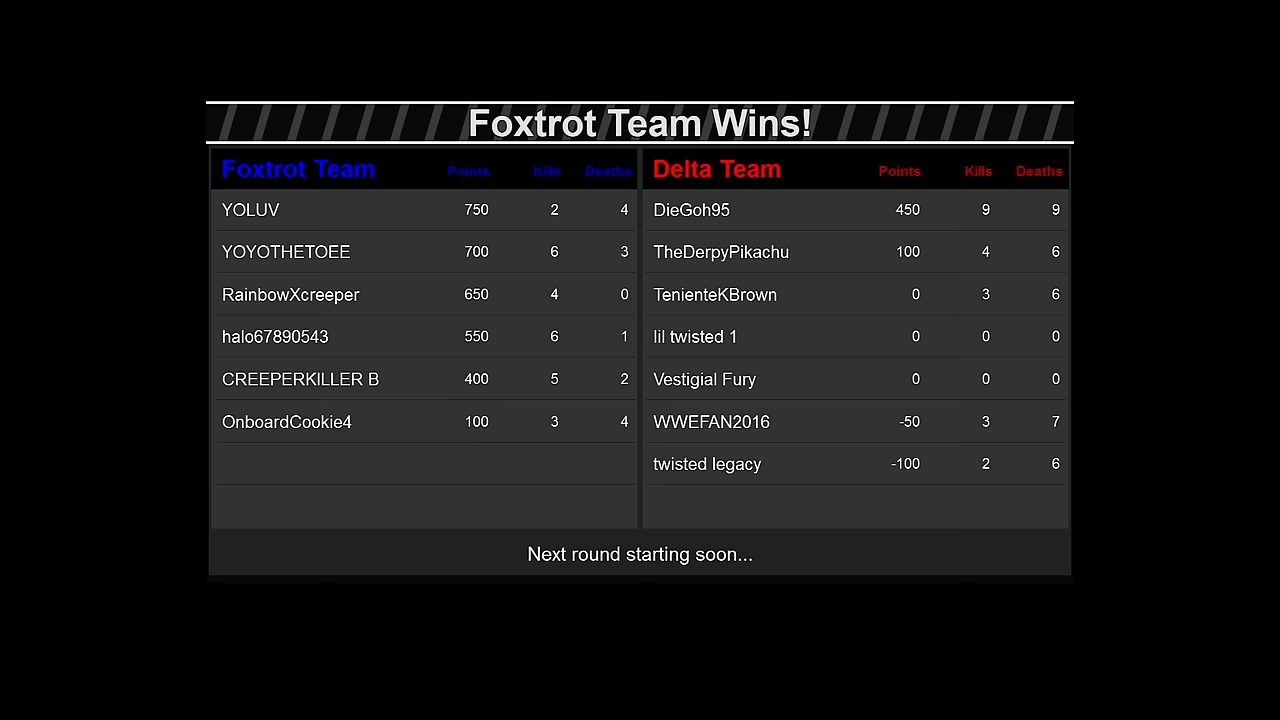 Foxtrot Team Wins!
Foxtrot Team Points Kills Deaths
YOLUV 750 2 4
YOYOTHETOEE 700 6 3
RainbowXcreeper 650 4 0
halo67890543 550 6 1
CREEPERKILLER B 400 5 2
OnboardCookie4 100 3 4
Delta Team Points Kills Deaths
DieGoh95 450 9 9
TheDerpyPikachu 100 4 6
TenienteKBrown 0 3 6
lil twisted 1 0 0 0
Vestigial Fury 0 0 0
WWEFAN2016 -50 3 7
twisted legacy -100 2 6
Next round starting soon...